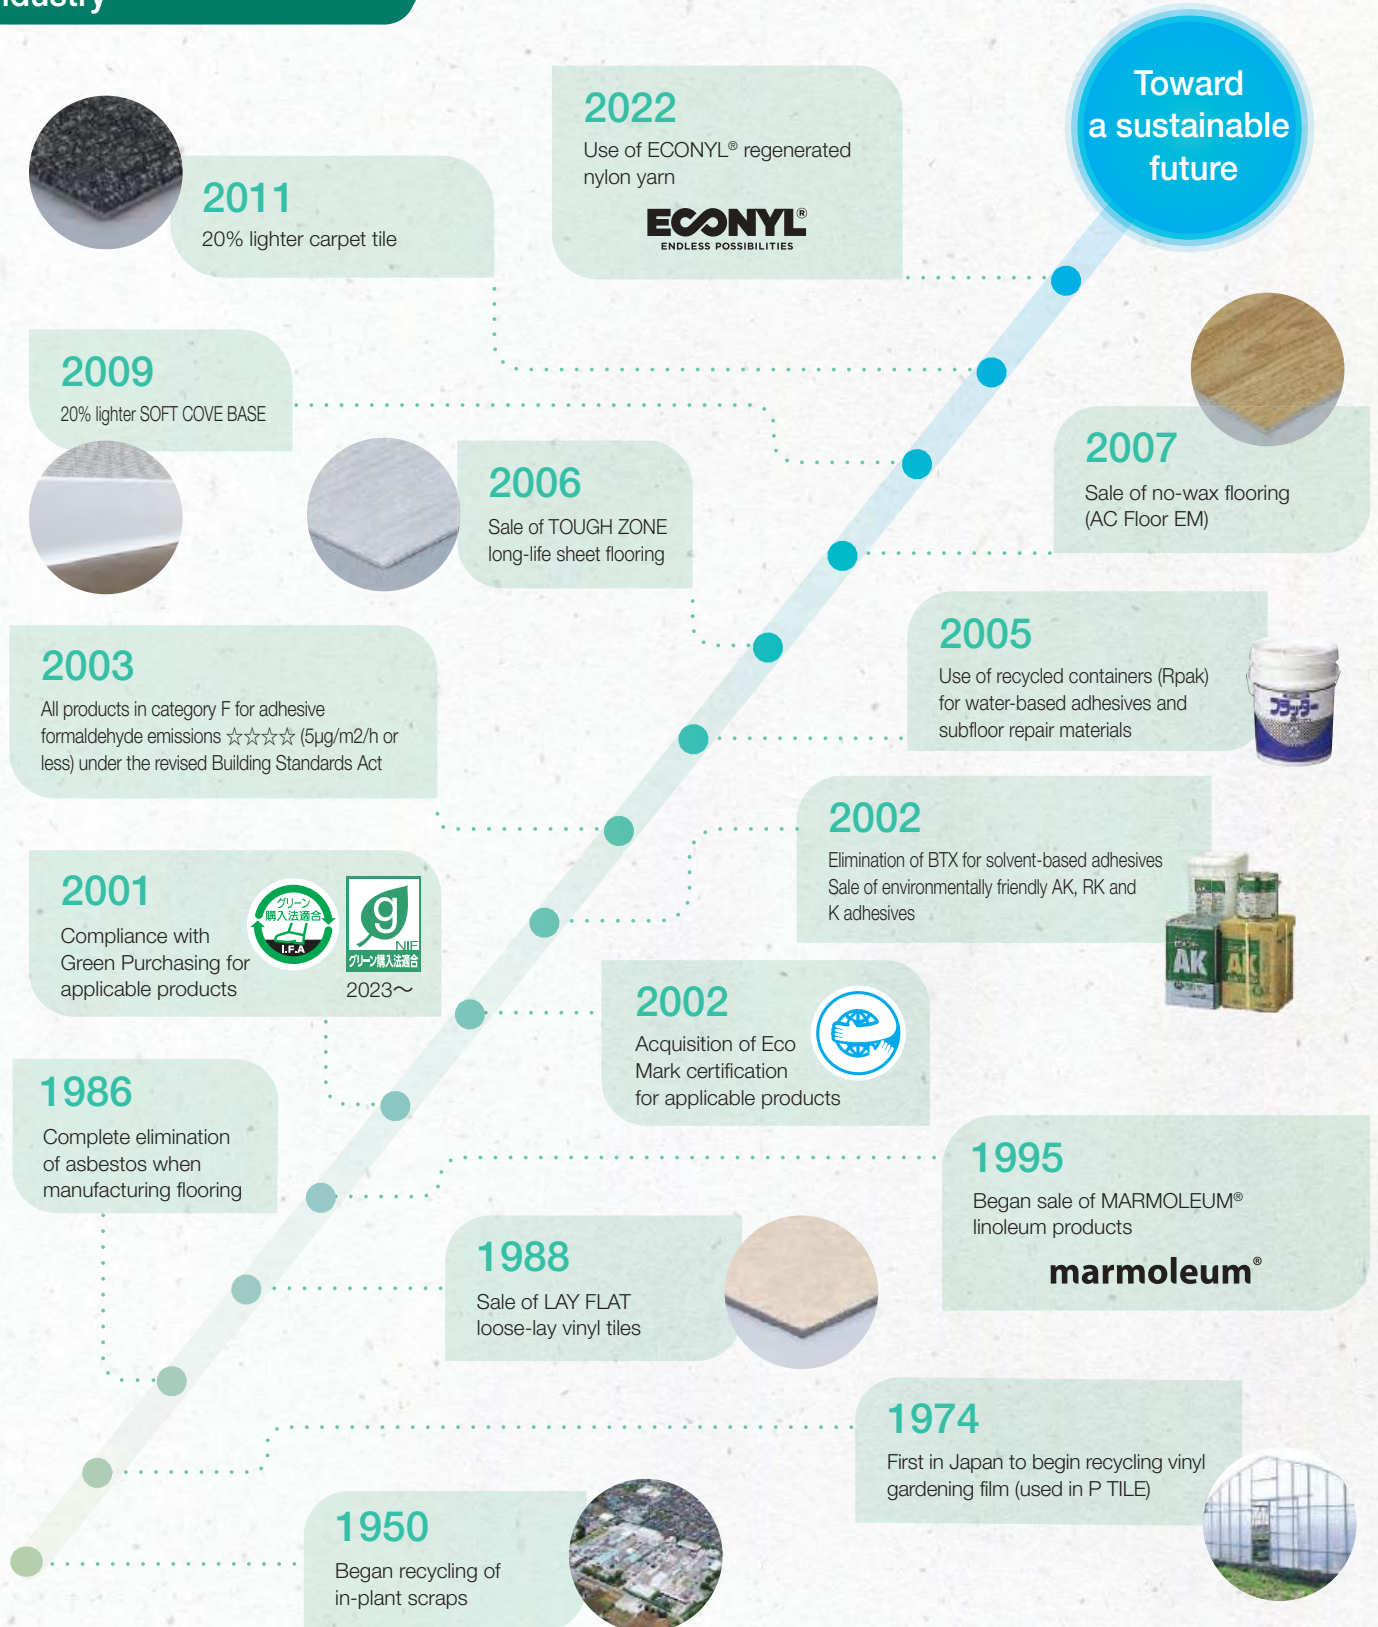 Toward
a sustainable
future
2022
Use of ECONYL® regenerated
nylon yarn
ECONYL®
ENDLESS POSSIBILITIES
2011
20% lighter carpet tile
2009
20% lighter SOFT COVE BASE
2007
Sale of no-wax flooring
(AC Floor EM)
2006
Sale of TOUGH ZONE
long-life sheet flooring
2005
Use of recycled containers (Rpak)
for water-based adhesives and
subfloor repair materials
フラッター
2003
All products in category F for adhesive
formaldehyde emissions ☆☆☆☆ (5μg/m2/h or
less) under the revised Building Standards Act
2002
Elimination of BTX for solvent-based adhesives
Sale of environmentally friendly AK, RK and
K adhesives
AK
AK
2001
Compliance with
Green Purchasing for
applicable products
グリーン
購入法適合
I.F.A
g
NIF
グリーン購入法適合
2023〜
2002
Acquisition of Eco
Mark certification
for applicable products
1986
Complete elimination
of asbestos when
manufacturing flooring
1995
Began sale of MARMOLEUM®
linoleum products
marmoleum®
1988
Sale of LAY FLAT
loose-lay vinyl tiles
1974
First in Japan to begin recycling vinyl
gardening film (used in P TILE)
1950
Began recycling of
in-plant scraps